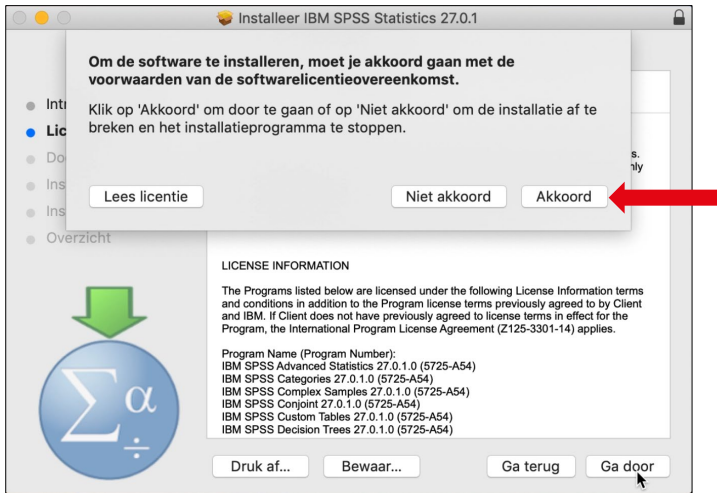 Installeer IBM SPSS Statistics 27.0.1
Om de software te installeren, moet je akkoord gaan met de
voorwaarden van de softwarelicentieovereenkomst.
Klik op 'Akkoord' om door te gaan of op 'Niet akkoord' om de installatie af te
breken en het installatieprogramma te stoppen.
Lees licentie
Niet akkoord
Akkoord
Overzicht
LICENSE INFORMATION
The Programs listed below are licensed under the following License Information terms
and conditions in addition to the Program license terms previously agreed to by Client
and IBM. If Client does not have previously agreed to license terms in effect for the
Program, the International Program License Agreement (Z125-3301-14) applies.
Program Name (Program Number):
IBM SPSS Advanced Statistics 27.0.1.0 (5725-A54)
IBM SPSS Categories 27.0.1.0 (5725-A54)
IBM SPSS Complex Samples 27.0.1.0 (5725-A54)
IBM SPSS Conjoint 27.0.1.0 (5725-A54)
IBM SPSS Custom Tables 27.0.1.0 (5725-A54)
IBM SPSS Decision Trees 27.0.1.0 (5725-A54)
Σα
÷
Druk af...
Bewaar...
Ga terug
Ga door